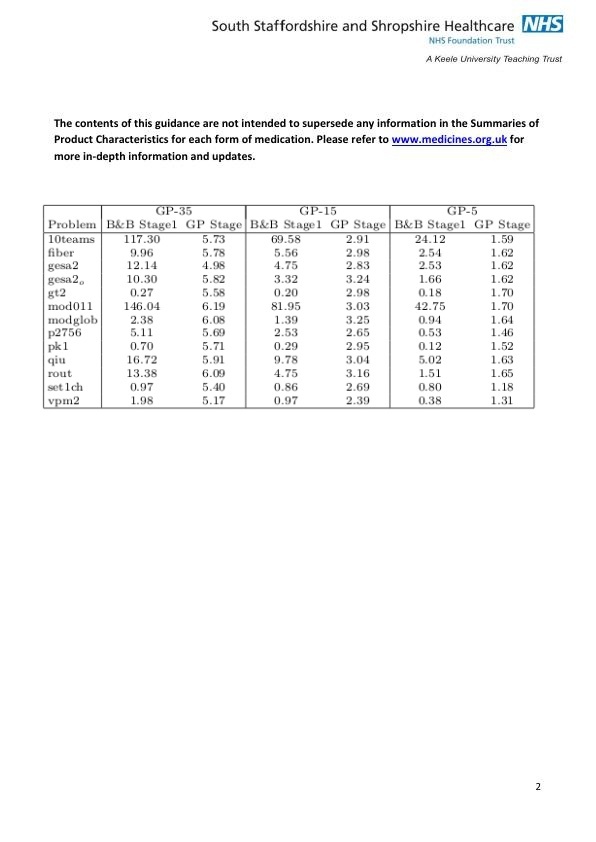 South Staffordshire and Shropshire Healthcare NHS
NHS Foundation Trust
A Keele University Teaching Trust
The contents of this guidance are not intended to supersede any information in the Summaries of
Product Characteristics for each form of medication. Please refer to www.medicines.org.uk for
more in-depth information and updates.
GP-35 GP-15 GP-5
Problem B&B Stage1 GP Stage B&B Stage1 GP Stage B&B Stage1 GP Stage
10teams 117.30 5.73 69.58 2.91 24.12 1.59
fiber 9.96 5.78 5.56 2.98 2.54 1.62
gesa2 12.14 4.98 4.75 2.83 2.53 1.62
gesa2o 10.30 5.82 3.32 3.24 1.66 1.62
gt2 0.27 5.58 0.20 2.98 0.18 1.70
mod011 146.04 6.19 81.95 3.03 42.75 1.70
modglob 2.38 6.08 1.39 3.25 0.94 1.64
p2756 5.11 5.69 2.53 2.65 0.53 1.46
pk1 0.70 5.71 0.29 2.95 0.12 1.52
qiu 16.72 5.91 9.78 3.04 5.02 1.63
rout 13.38 6.09 4.75 3.16 1.51 1.65
set1ch 0.97 5.40 0.86 2.69 0.80 1.18
vpm2 1.98 5.17 0.97 2.39 0.38 1.31
2